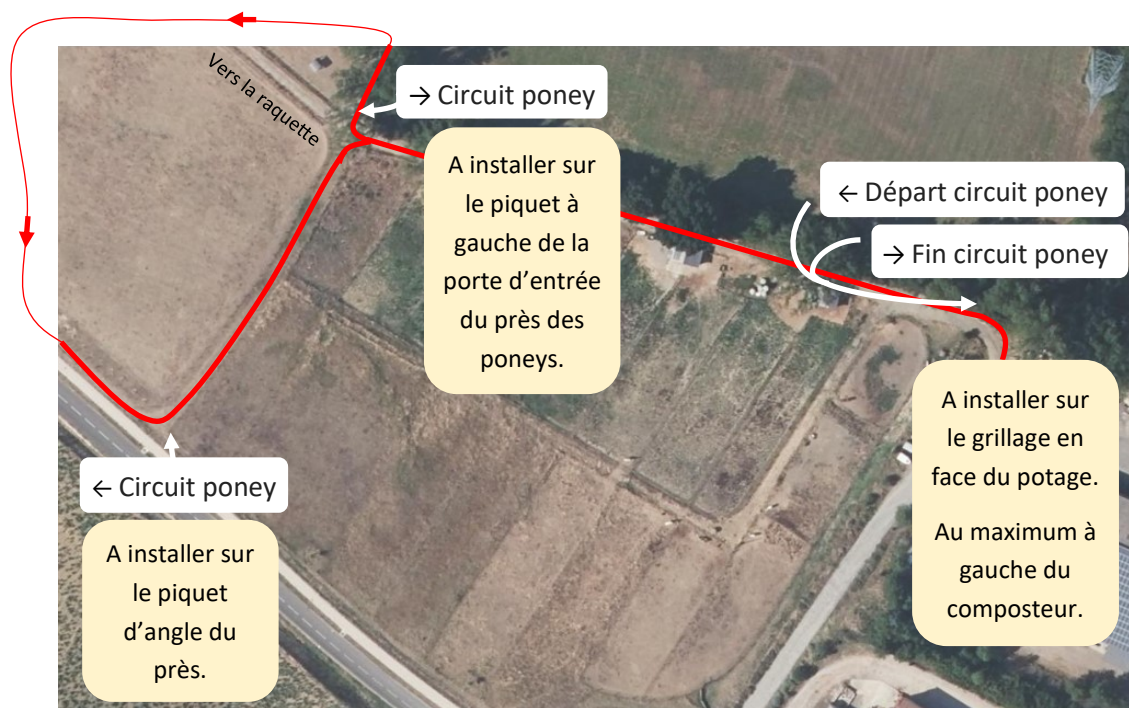 Vers la raquette
→ Circuit poney
A installer sur
le piquet à
gauche de la
porte d’entrée
du près des
poneys.
← Départ circuit poney
→ Fin circuit poney
A installer sur
le grillage en
face du potage.
Au maximum à
gauche du
composteur.
← Circuit poney
A installer sur
le piquet
d’angle du
près.